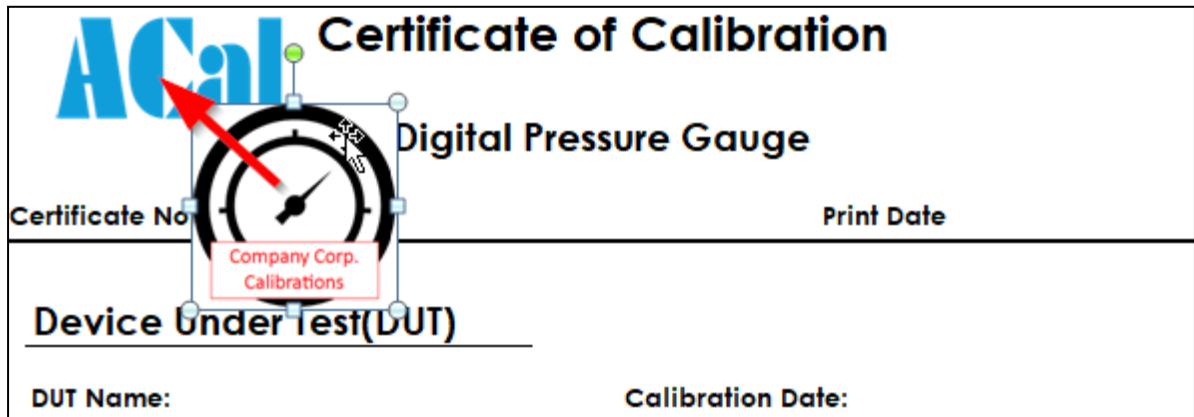 ACal
Certificate of Calibration
Digital Pressure Gauge
Certificate No
Print Date
Company Corp.
Calibrations
Device Under Test(DUT)
DUT Name:
Calibration Date: